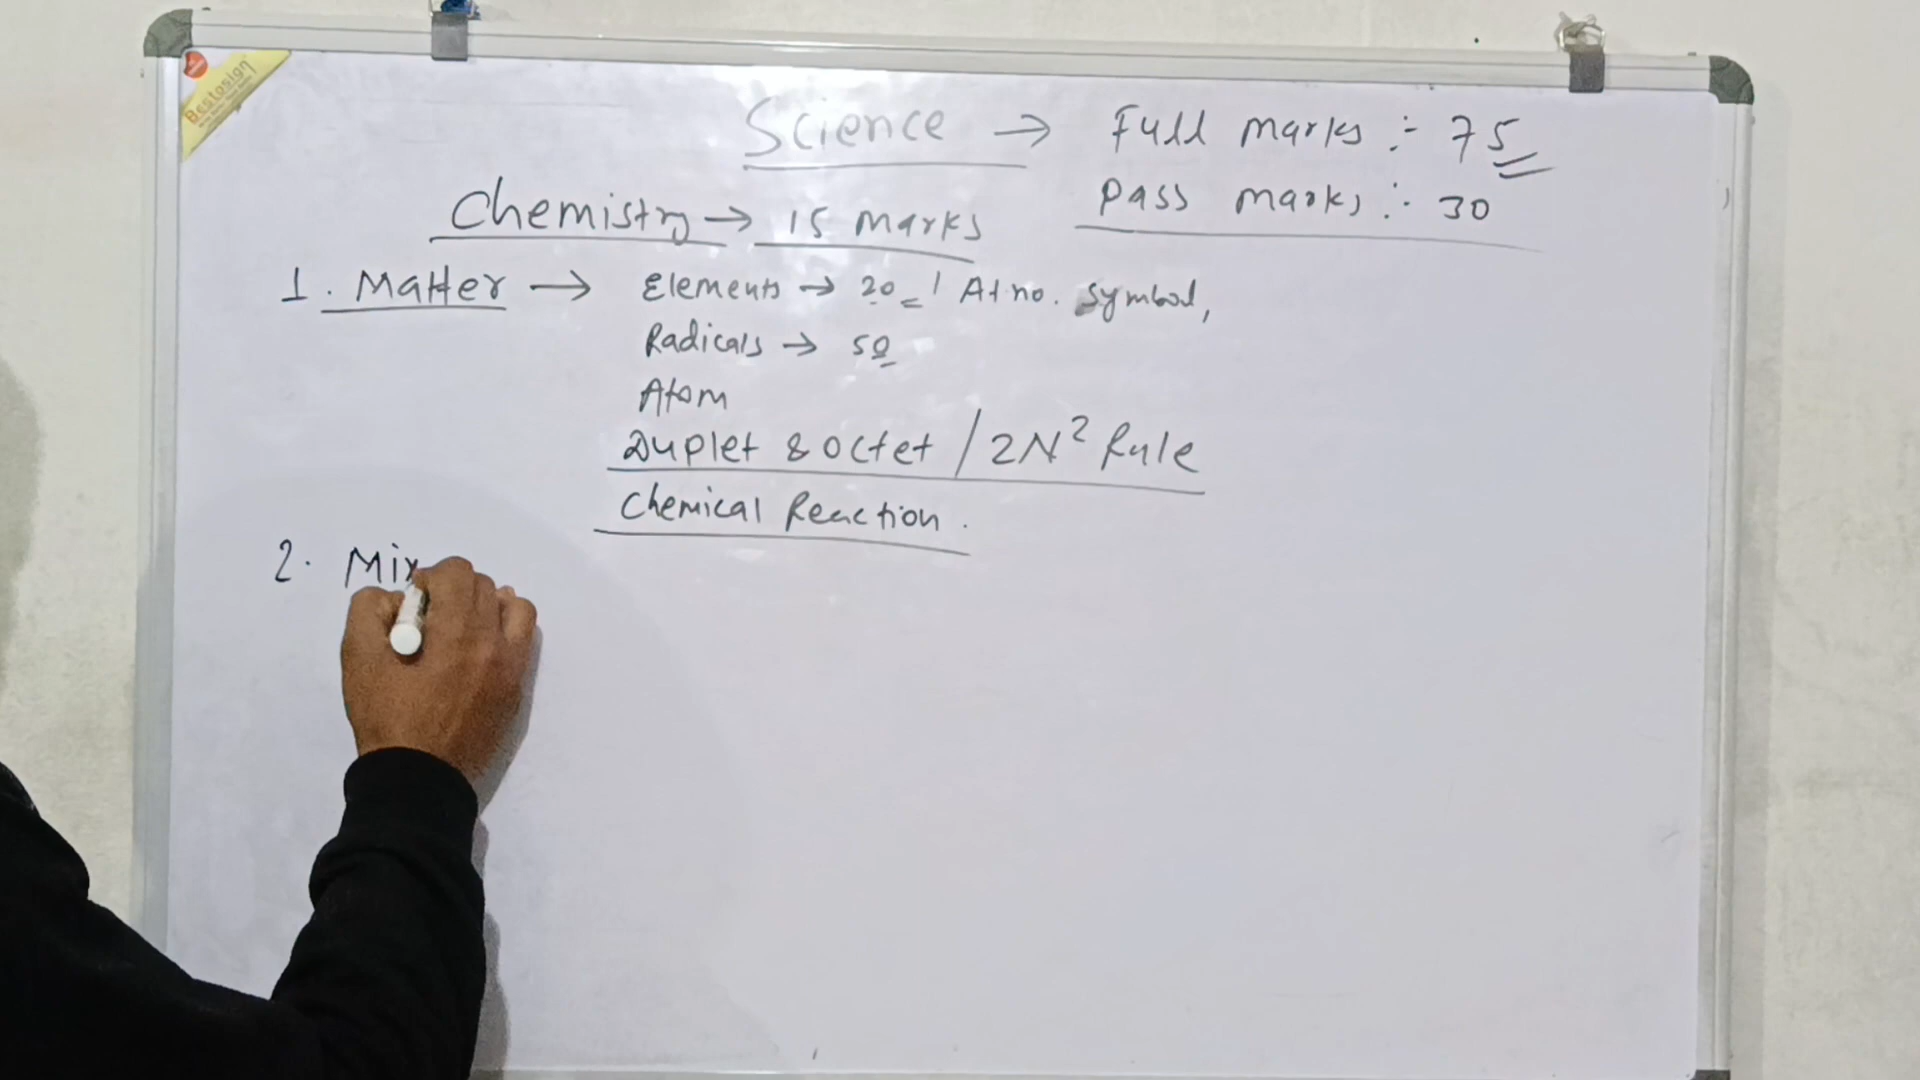 Bestosign
Science → Full marks :- 75
Chemistry → 15 marks
Pass marks :- 30
1. Matter → Elements → 20, At no. Symbol,
Radicals → 50
Atom
Duplet & Octet / 2N² Rule
Chemical Reaction.
2. Mix